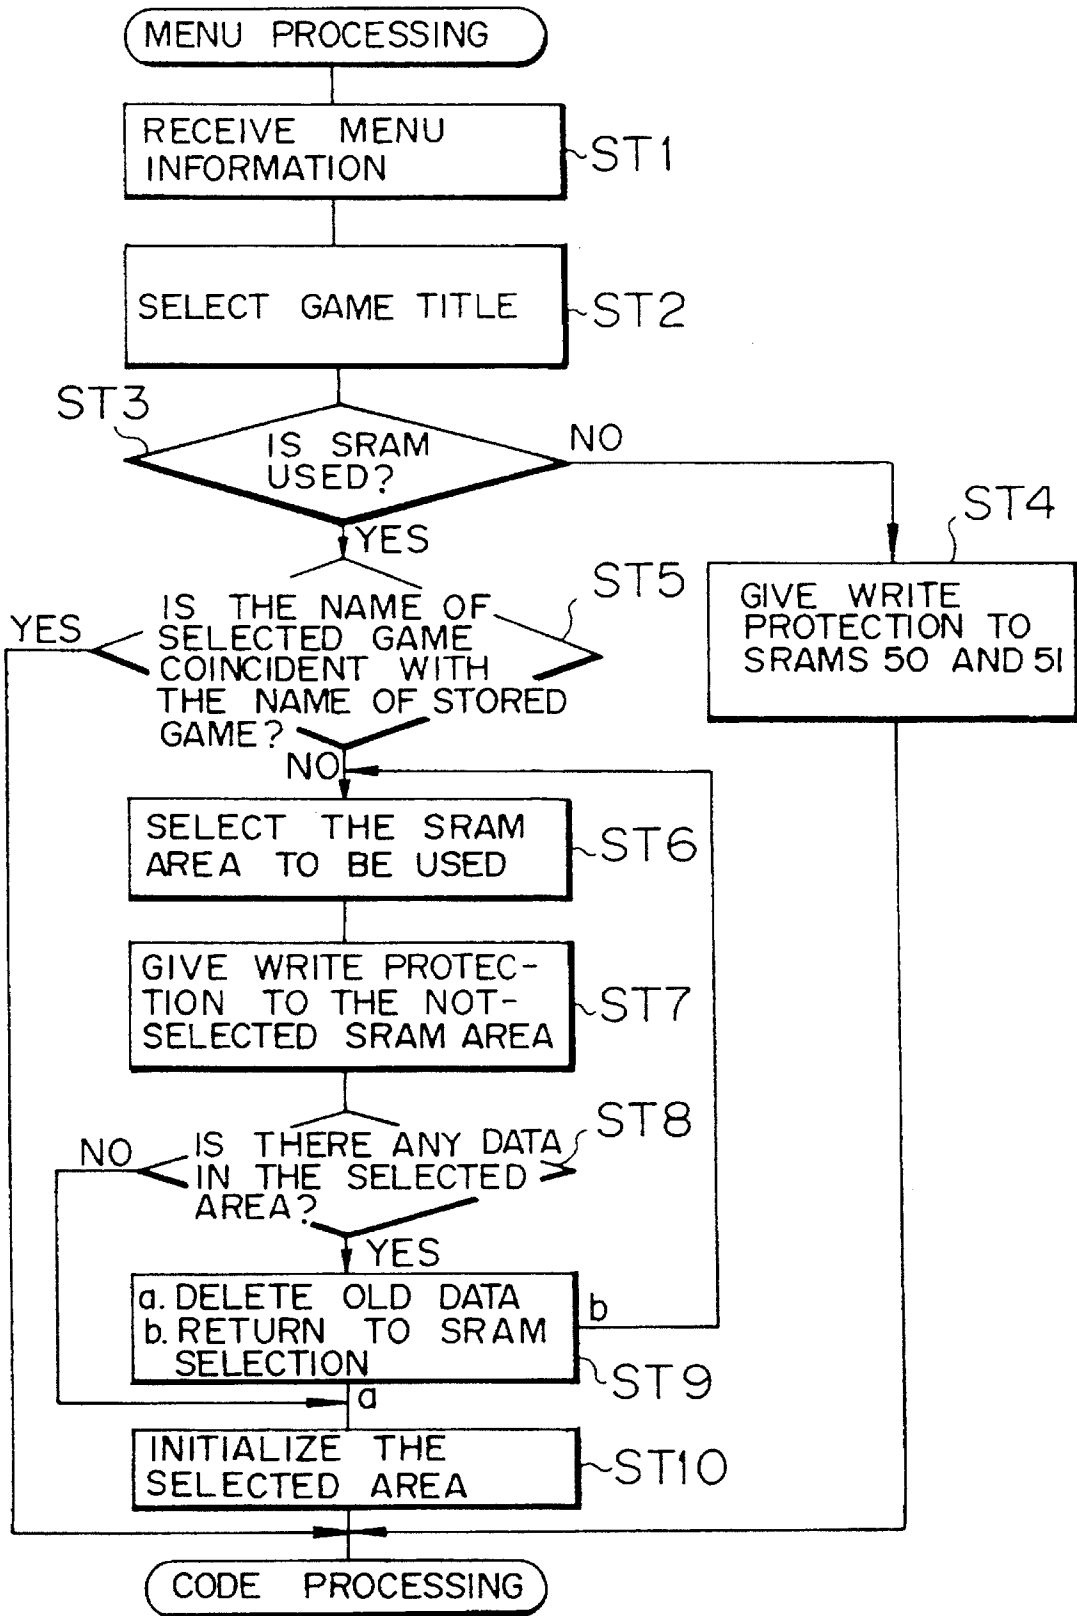 MENU PROCESSING
RECEIVE MENU
INFORMATION
ST1
SELECT GAME TITLE
ST2
ST3
IS SRAM
USED?
NO
YES
ST4
GIVE WRITE
PROTECTION TO
SRAMS 50 AND 51
ST5
YES
IS THE NAME OF
SELECTED GAME
COINCIDENT WITH
THE NAME OF STORED
GAME?
NO
SELECT THE SRAM
AREA TO BE USED
ST6
GIVE WRITE PROTEC-
TION TO THE NOT-
SELECTED SRAM AREA
ST7
ST8
NO
IS THERE ANY DATA
IN THE SELECTED
AREA?
YES
a. DELETE OLD DATA
b. RETURN TO SRAM
SELECTION
b
ST9
a
INITIALIZE THE
SELECTED AREA
ST10
CODE PROCESSING